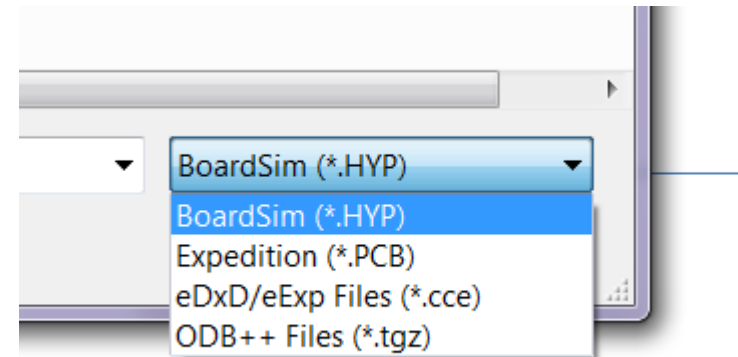 BoardSim (*.HYP)
BoardSim (*.HYP)
Expedition (*.PCB)
eDxD/eExp Files (*.cce)
ODB++ Files (*.tgz)